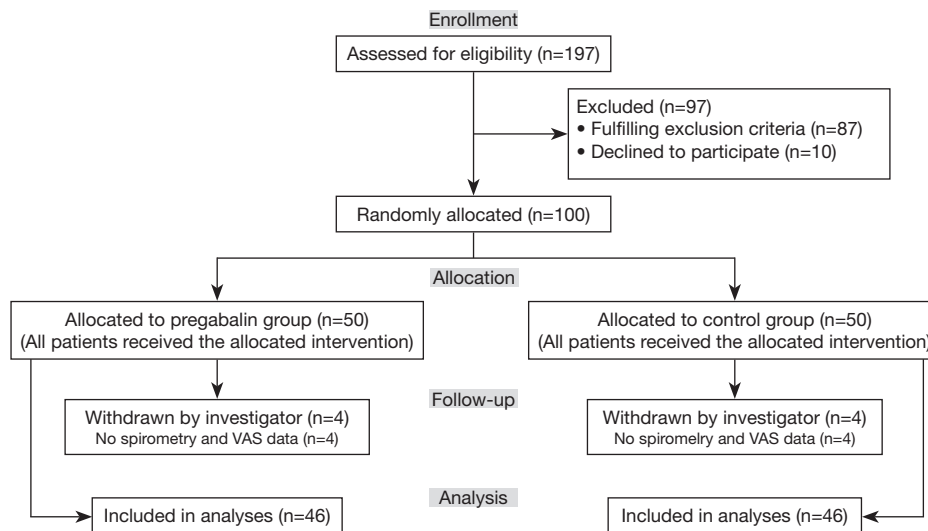 Enrollment
Assessed for eligibility (n=197)
Excluded (n=97)
• Fulfilling exclusion criteria (n=87)
• Declined to participate (n=10)
Randomly allocated (n=100)
Allocation
Allocated to pregabalin group (n=50)
(All patients received the allocated intervention)
Allocated to control group (n=50)
(All patients received the allocated intervention)
Follow-up
Withdrawn by investigator (n=4)
No spiromelry and VAS data (n=4)
Withdrawn by investigator (n=4)
No spiromelry and VAS data (n=4)
Analysis
Included in analyses (n=46)
Included in analyses (n=46)